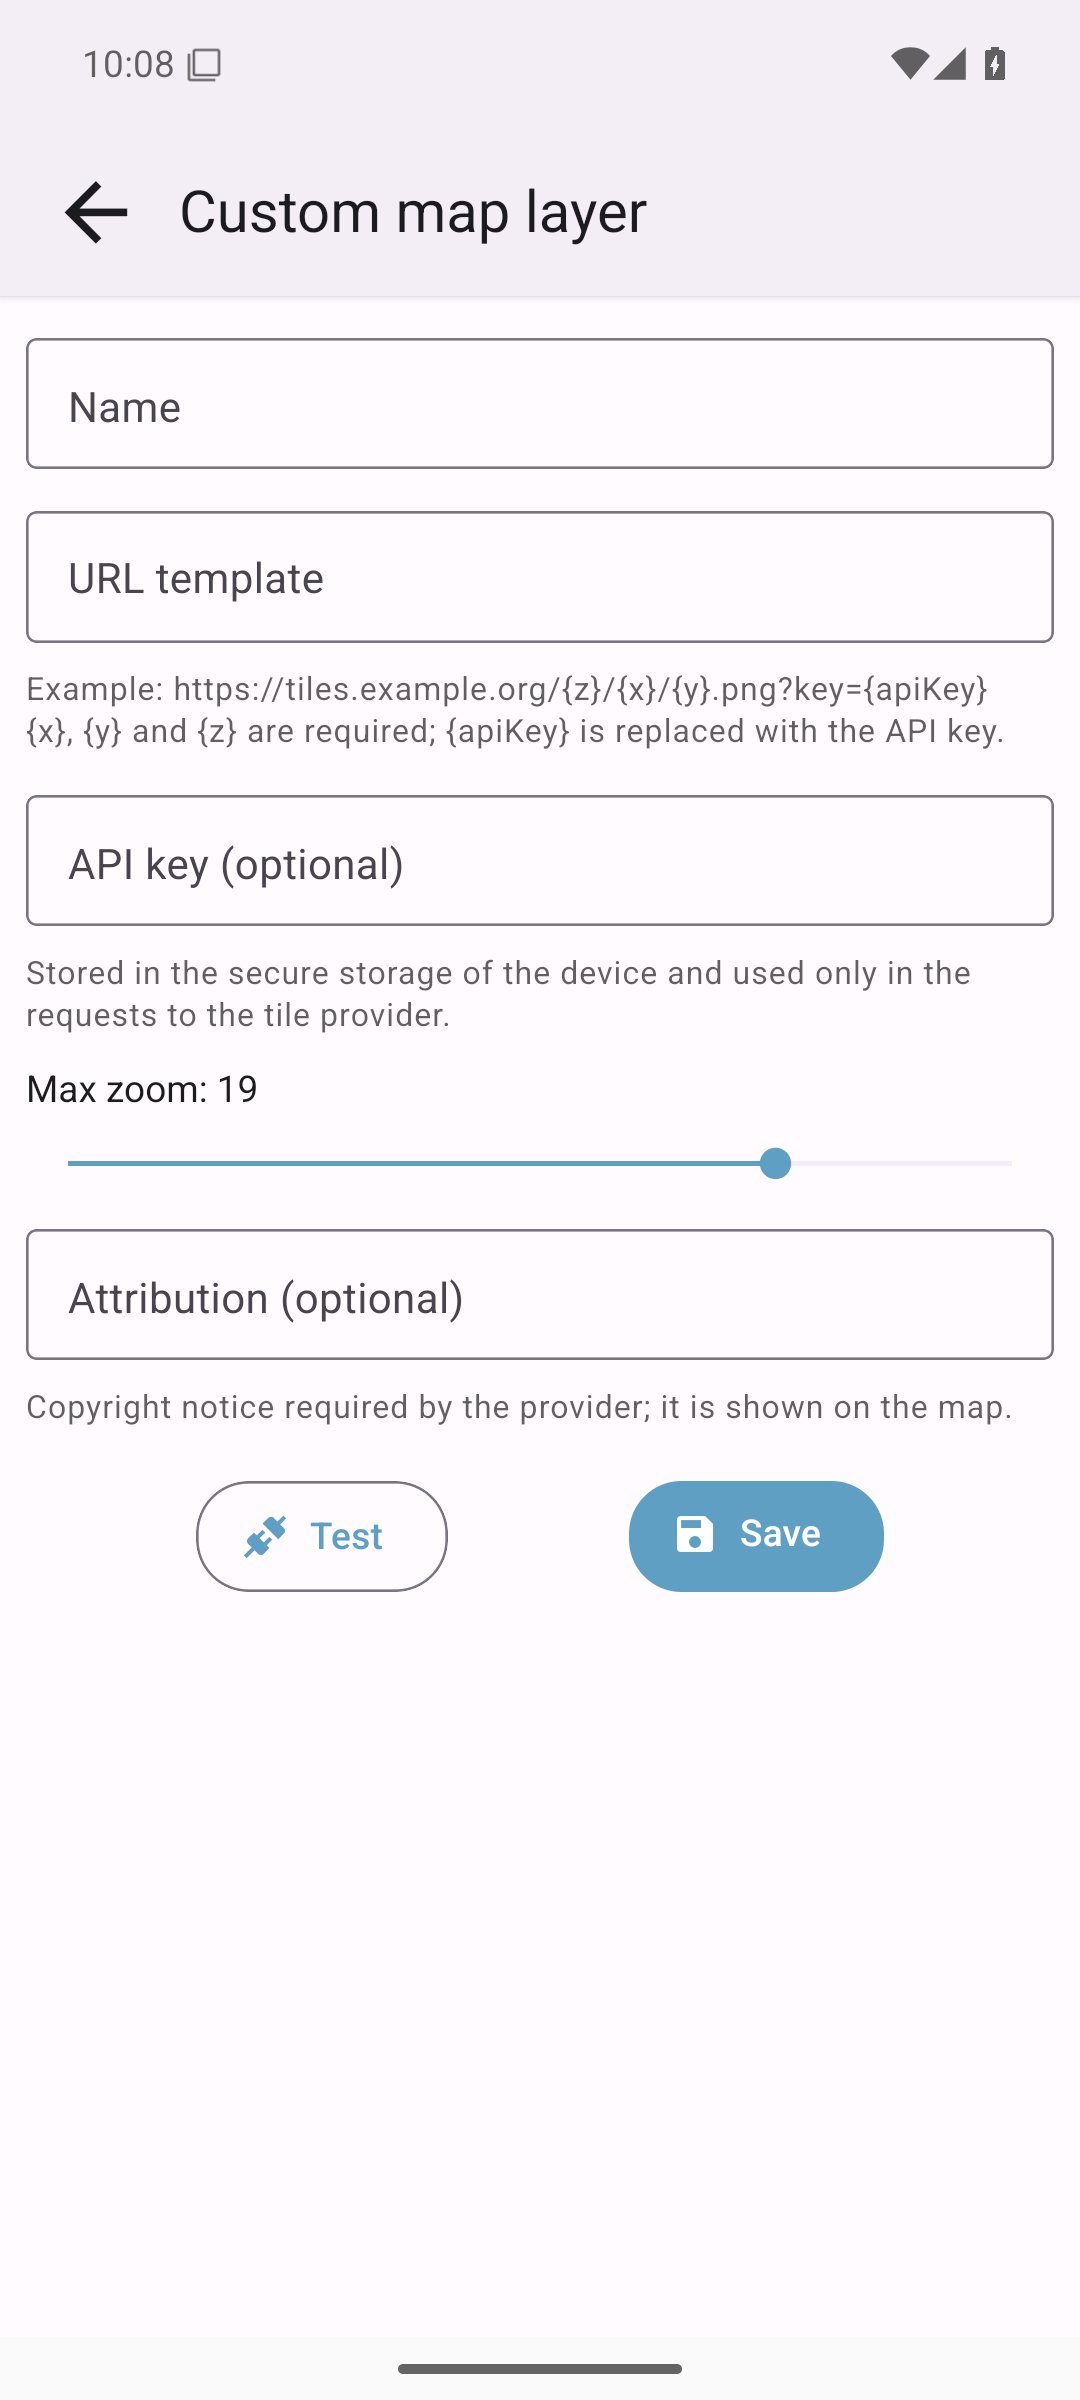 10:08
Custom map layer
Name
URL template
Example: https://tiles.example.org/{z}/{x}/{y}.png?key={apiKey}
{x}, {y} and {z} are required; {apiKey} is replaced with the API key.
API key (optional)
Stored in the secure storage of the device and used only in the
requests to the tile provider.
Max zoom: 19
Attribution (optional)
Copyright notice required by the provider; it is shown on the map.
Test
Save